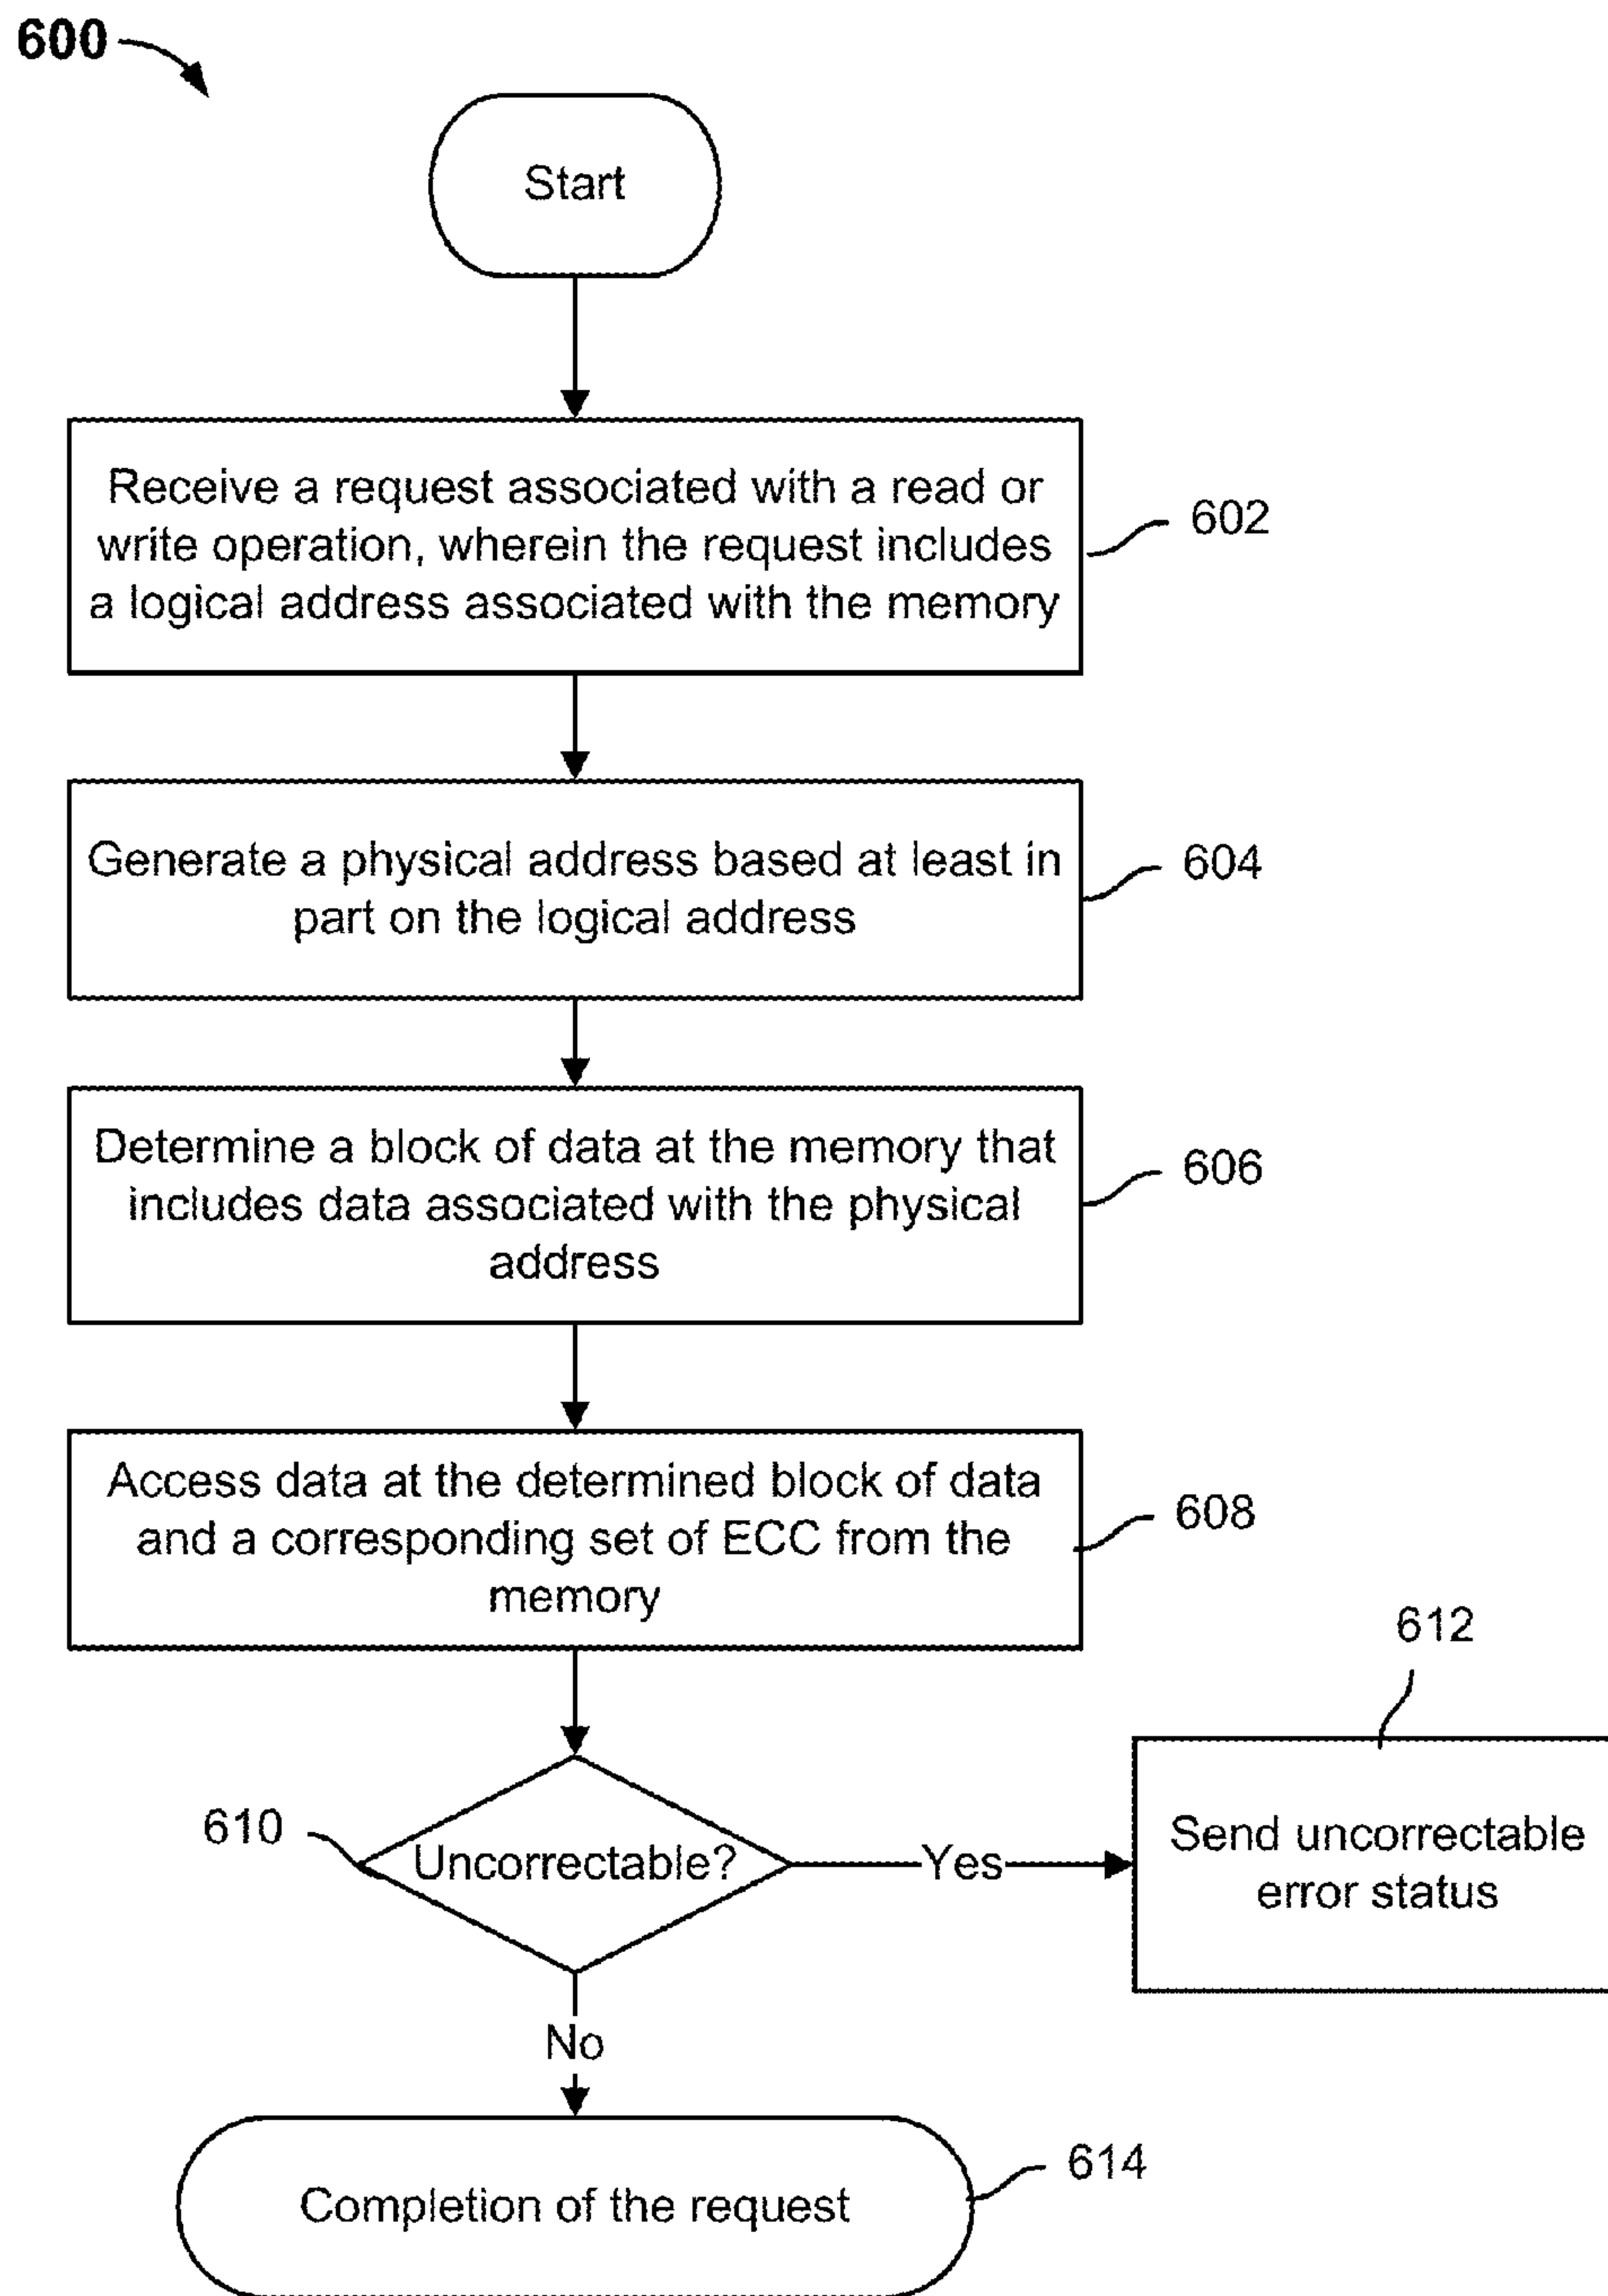 600
Start
Receive a request associated with a read or
write operation, wherein the request includes
a logical address associated with the memory
602
Generate a physical address based at least in
part on the logical address
604
Determine a block of data at the memory that
includes data associated with the physical
address
606
Access data at the determined block of data
and a corresponding set of ECC from the
memory
608
610
Uncorrectable?
Yes
612
Send uncorrectable
error status
No
Completion of the request
614